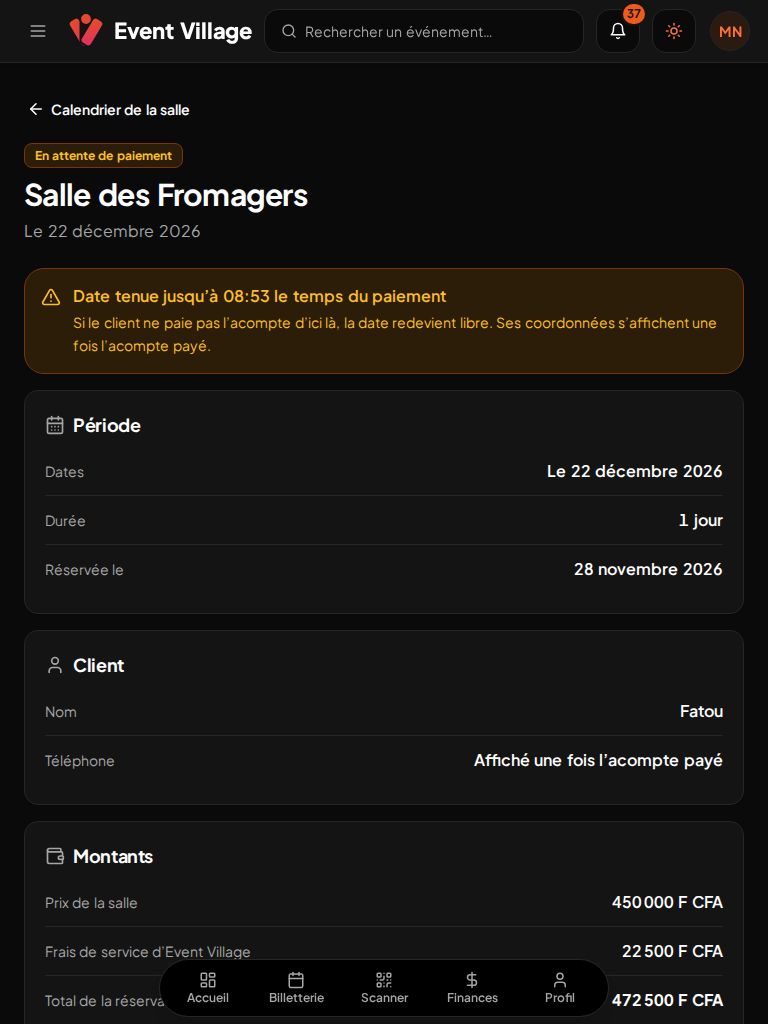 Event Village
Rechercher un événement…
37
MN
Calendrier de la salle
En attente de paiement
Salle des Fromagers
Le 22 décembre 2026
Date tenue jusqu’à 08:53 le temps du paiement
Si le client ne paie pas l’acompte d’ici là, la date redevient libre. Ses coordonnées s’affichent une
fois l’acompte payé.
Période
Dates Le 22 décembre 2026
Durée 1 jour
Réservée le 28 novembre 2026
Client
Nom Fatou
Téléphone Affiché une fois l’acompte payé
Montants
Prix de la salle 450 000 F CFA
Frais de service d’Event Village 22 500 F CFA
Total de la 472 500 F CFA
Accueil Billetterie Scanner Finances Profil